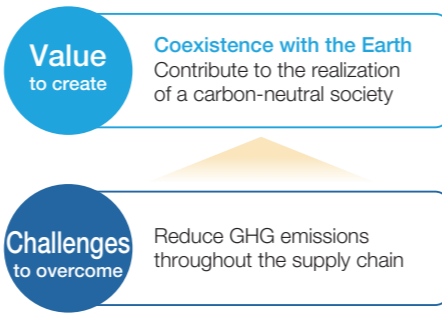 Value
to create
Coexistence with the Earth
Contribute to the realization
of a carbon-neutral society
Challenges
to overcome
Reduce GHG emissions
throughout the supply chain